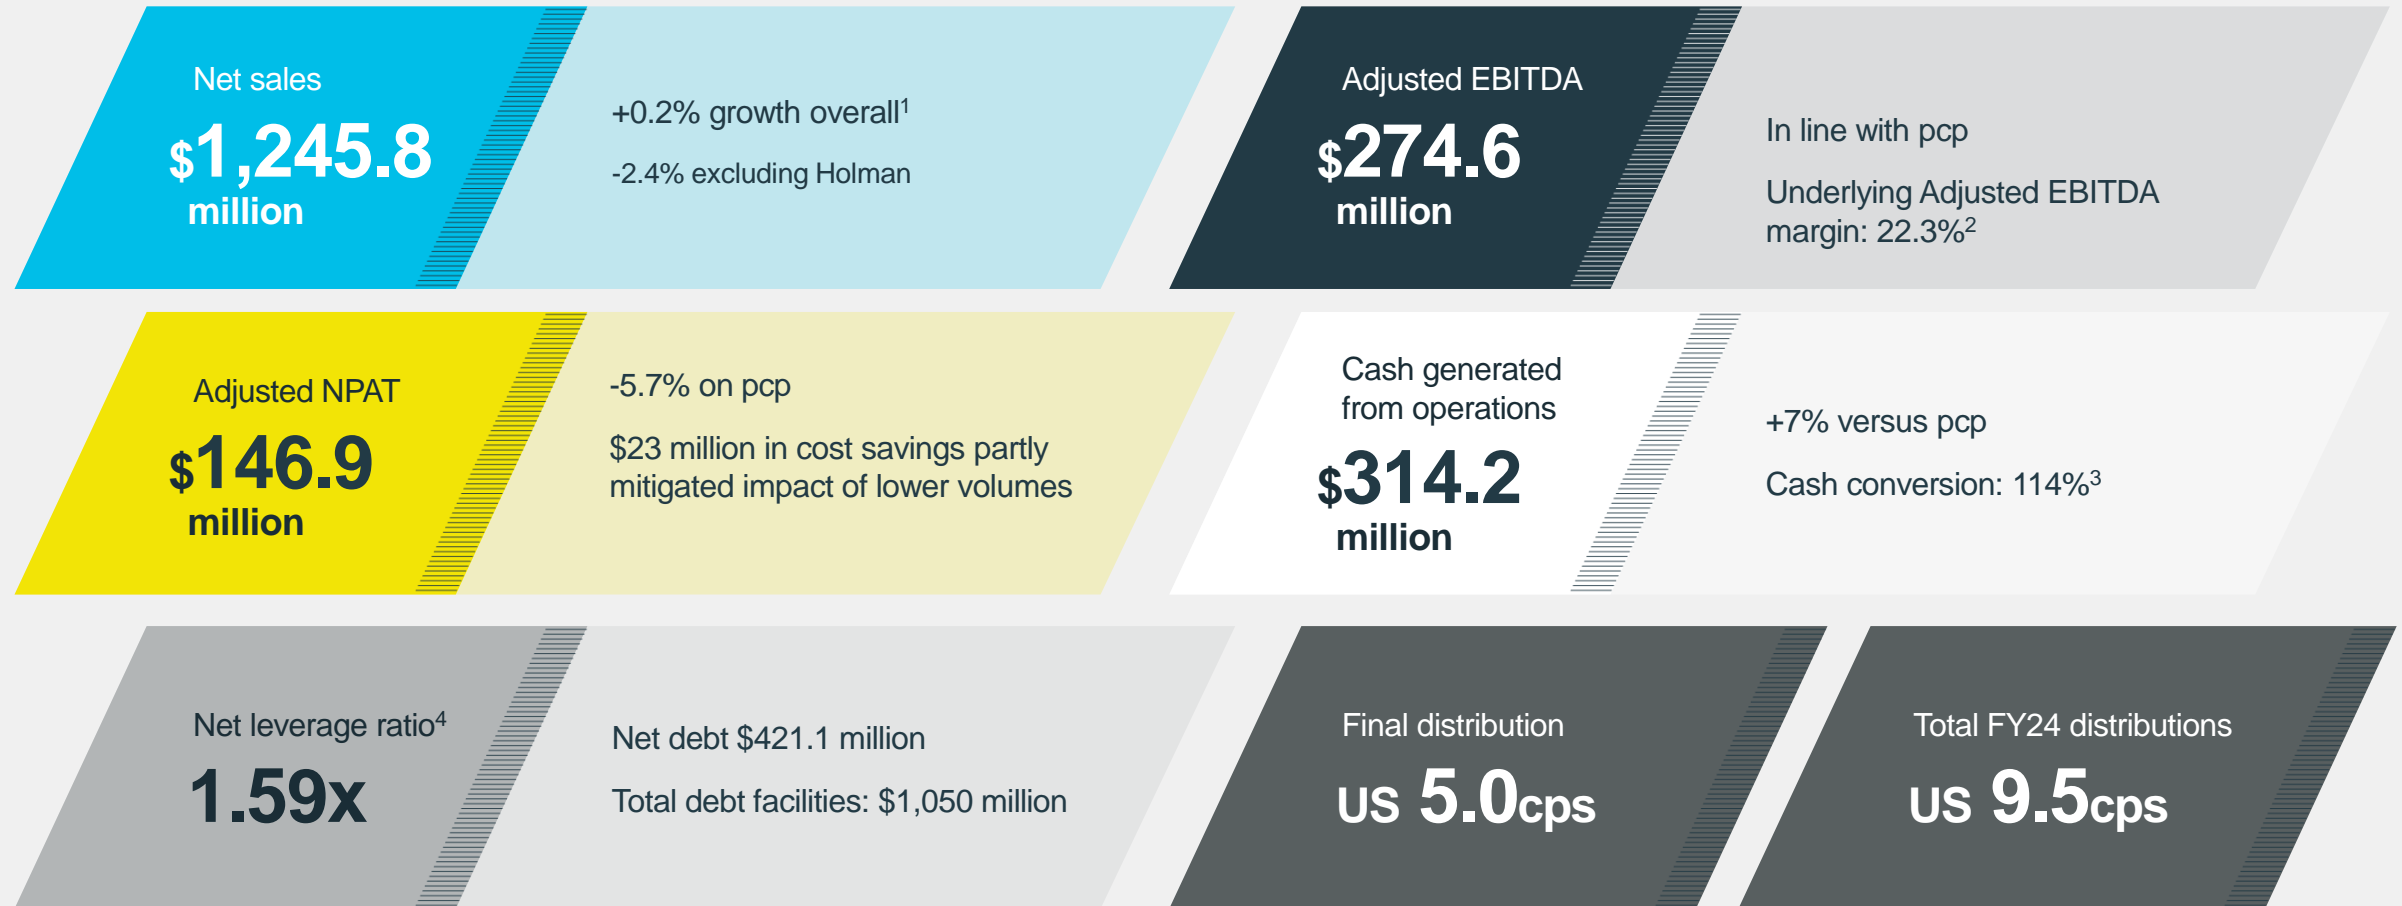 Net sales
$1,245.8
million
+0.2% growth overall1
-2.4% excluding Holman
Adjusted EBITDA
$274.6
million
In line with pcp
Underlying Adjusted EBITDA
margin: 22.3%2
Adjusted NPAT
$146.9
million
-5.7% on pcp
$23 million in cost savings partly
mitigated impact of lower volumes
Cash generated
from operations
$314.2
million
+7% versus pcp
Cash conversion: 114%3
Net leverage ratio4
1.59x
Net debt $421.1 million
Total debt facilities: $1,050 million
Final distribution
US 5.0cps
Total FY24 distributions
US 9.5cps